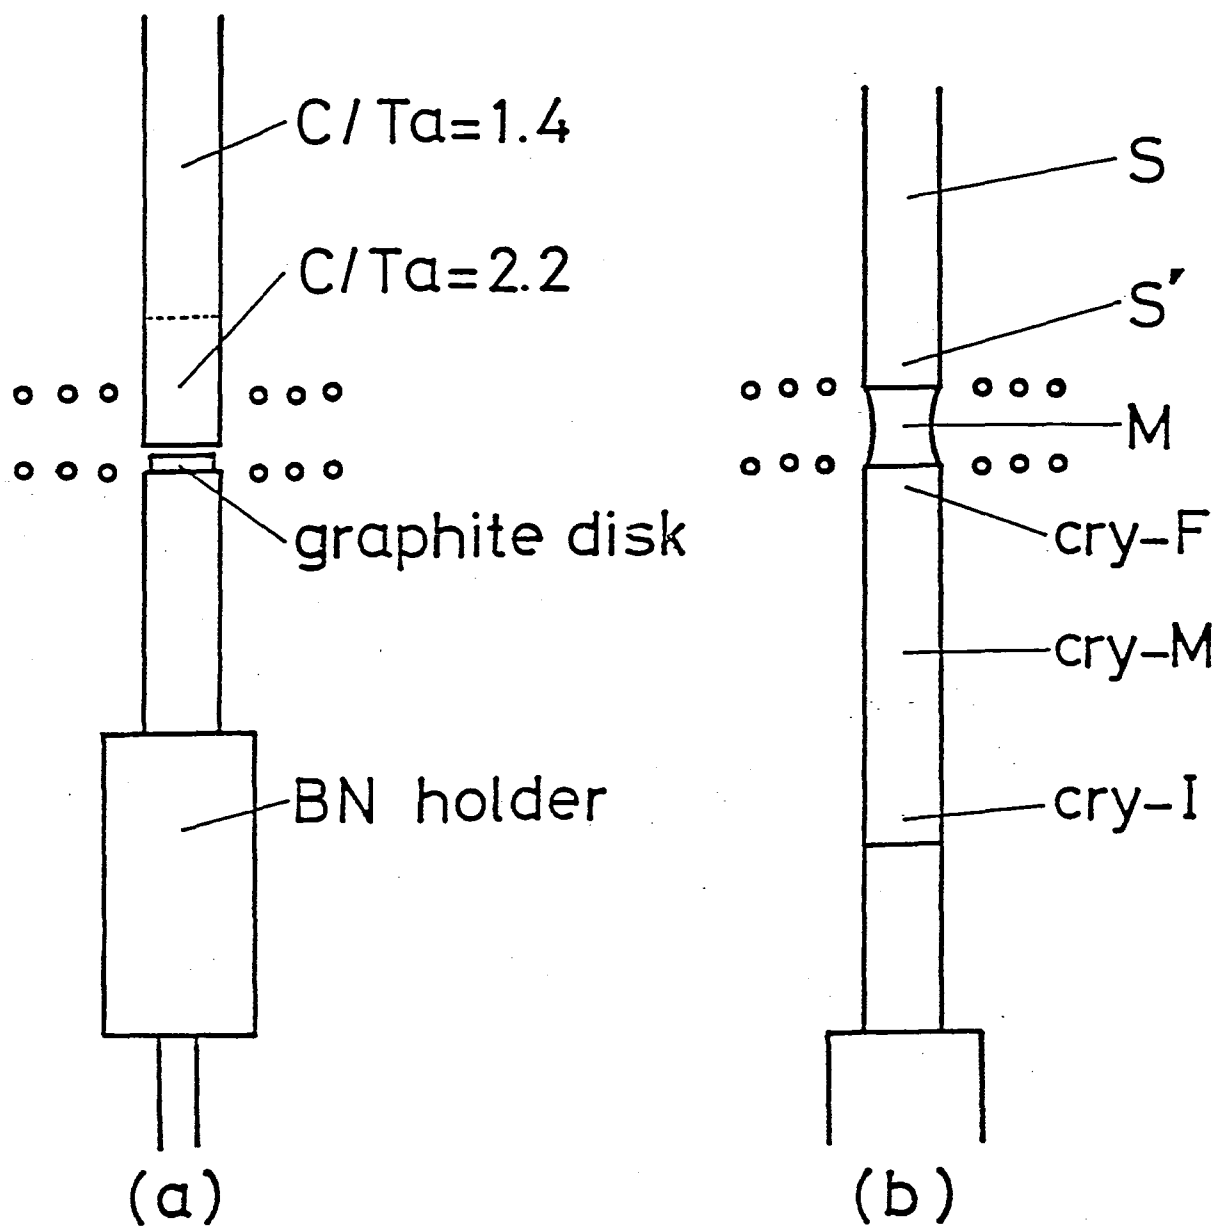 C/Ta=1.4
C/Ta=2.2
graphite disk
BN holder
(a)
S
S′
M
cry-F
cry-M
cry-I
(b)